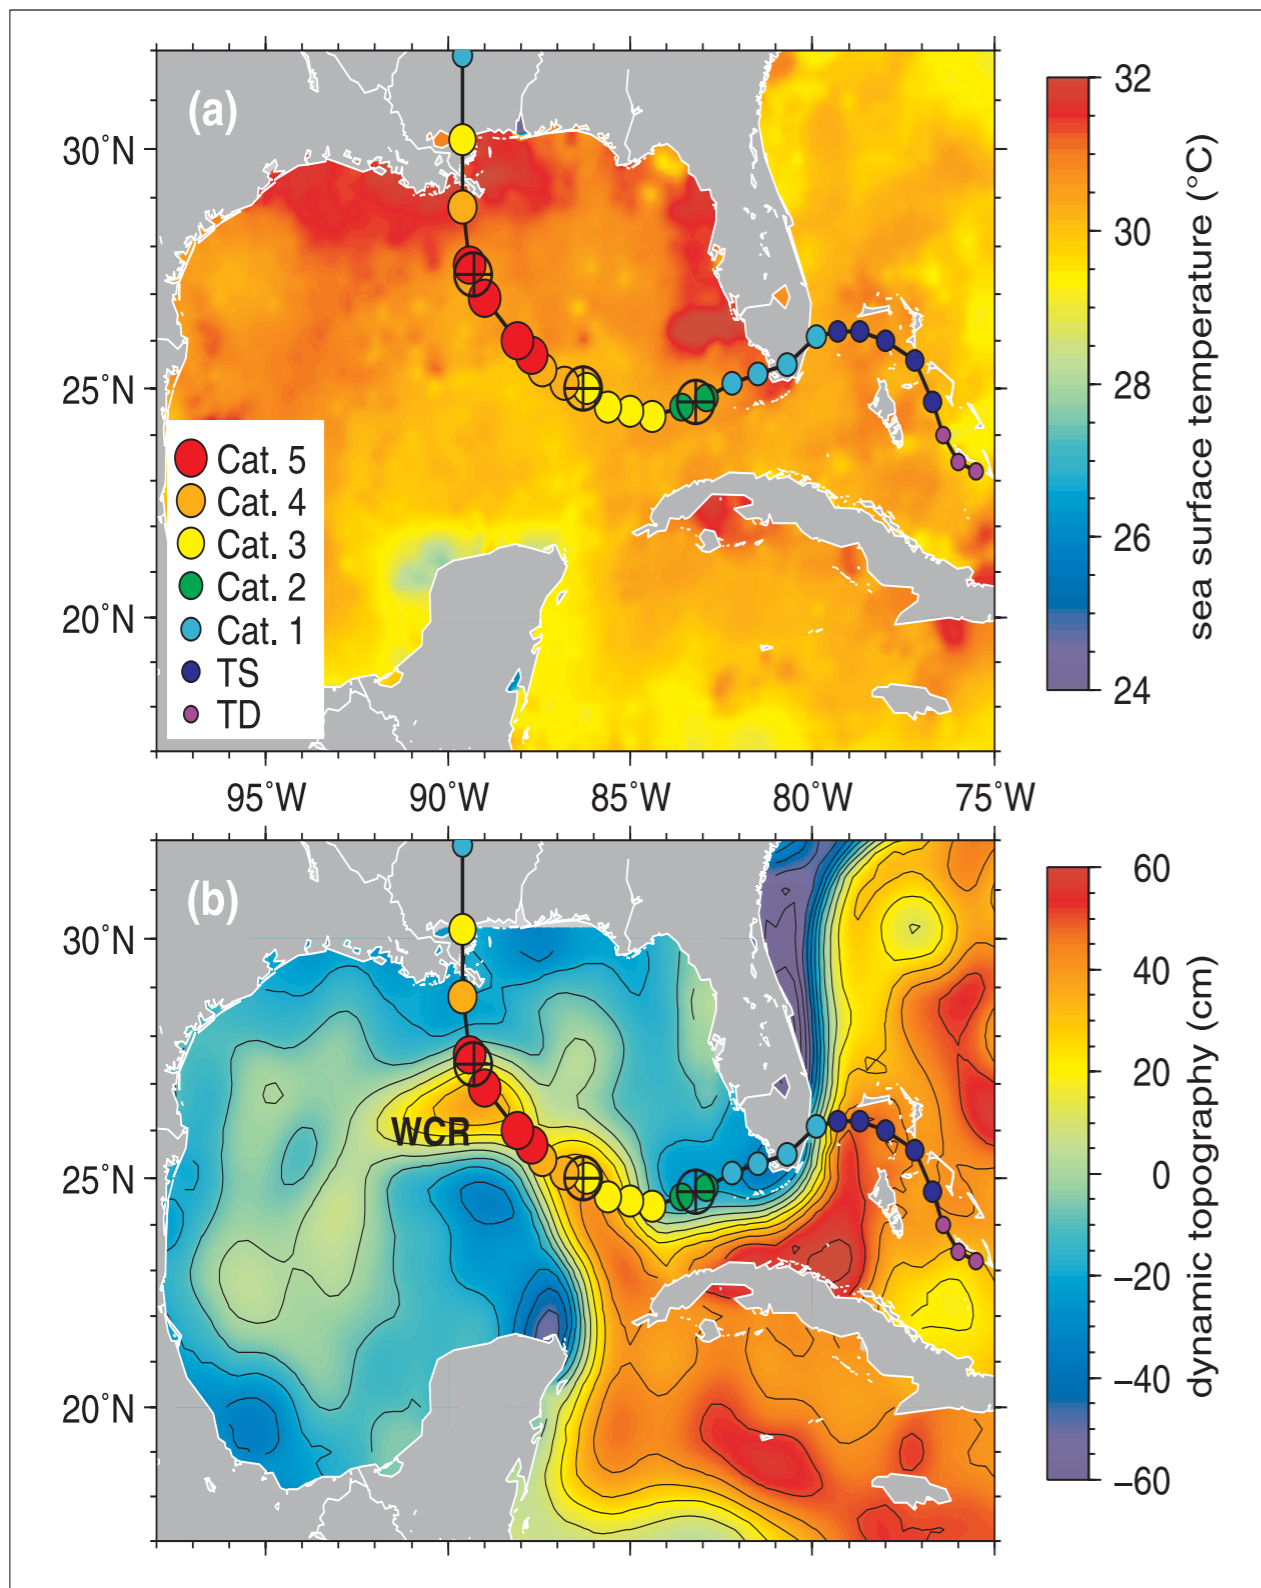 (a)
30°N
25°N
20°N
Cat. 5
Cat. 4
Cat. 3
Cat. 2
Cat. 1
TS
TD
32
30
28
26
24
sea surface temperature (°C)
95°W 90°W 85°W 80°W 75°W
(b)
30°N
25°N
20°N
WCR
60
40
20
0
−20
−40
−60
dynamic topography (cm)